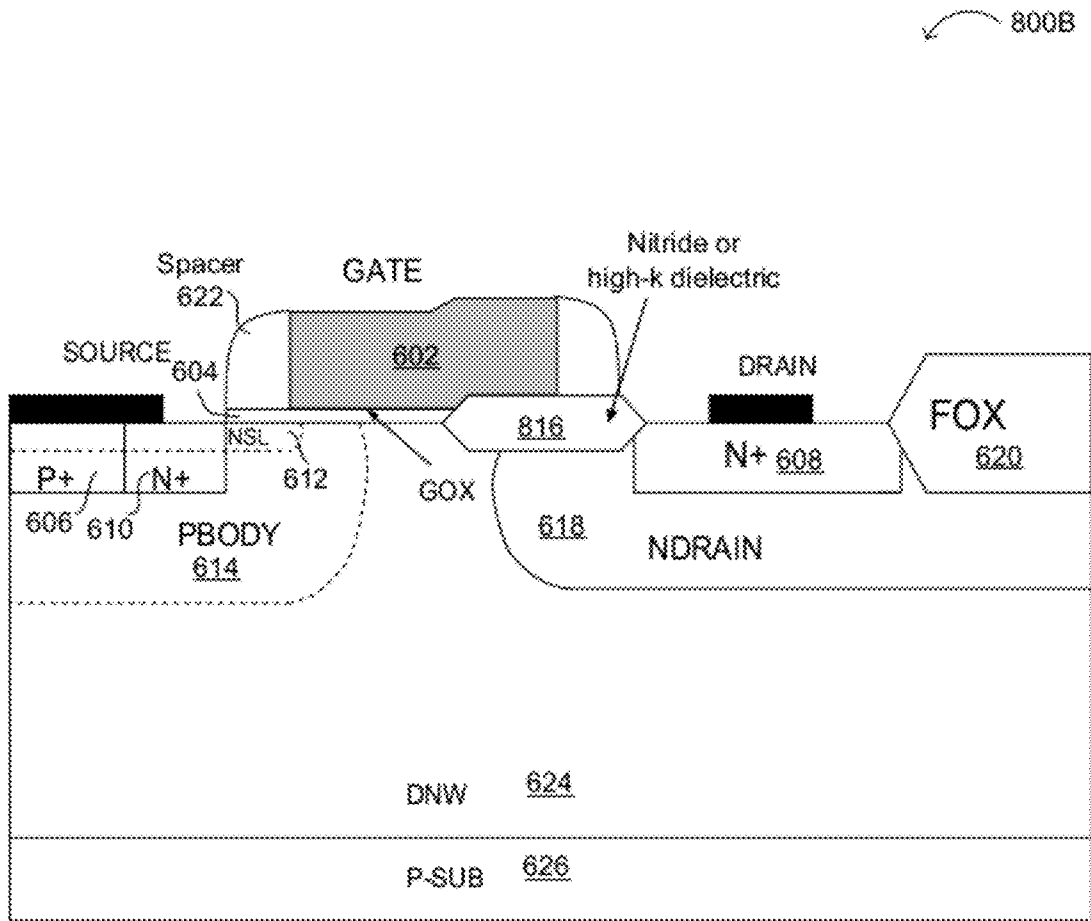 800B
Nitride or
high-k dielectric
Spacer
622
GATE
SOURCE
604
602
DRAIN
816
FOX
620
NSL
612
GOX
P+
N+
N+ 608
606
610
PBODY
614
618
NDRAIN
DNW
624
P-SUB
626